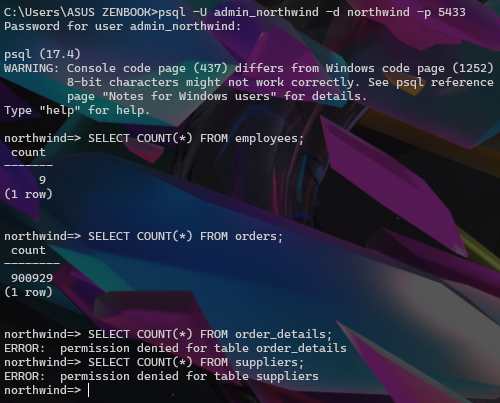 C:\Users\ASUS ZENBOOK>psql -U admin_northwind -d northwind -p 5433
Password for user admin_northwind:

psql (17.4)
WARNING: Console code page (437) differs from Windows code page (1252)
         8-bit characters might not work correctly. See psql reference
         page "Notes for Windows users" for details.
Type "help" for help.

northwind=> SELECT COUNT(*) FROM employees;
 count
-------
     9
(1 row)


northwind=> SELECT COUNT(*) FROM orders;
 count
--------
 900929
(1 row)


northwind=> SELECT COUNT(*) FROM order_details;
ERROR:  permission denied for table order_details
northwind=> SELECT COUNT(*) FROM suppliers;
ERROR:  permission denied for table suppliers
northwind=>